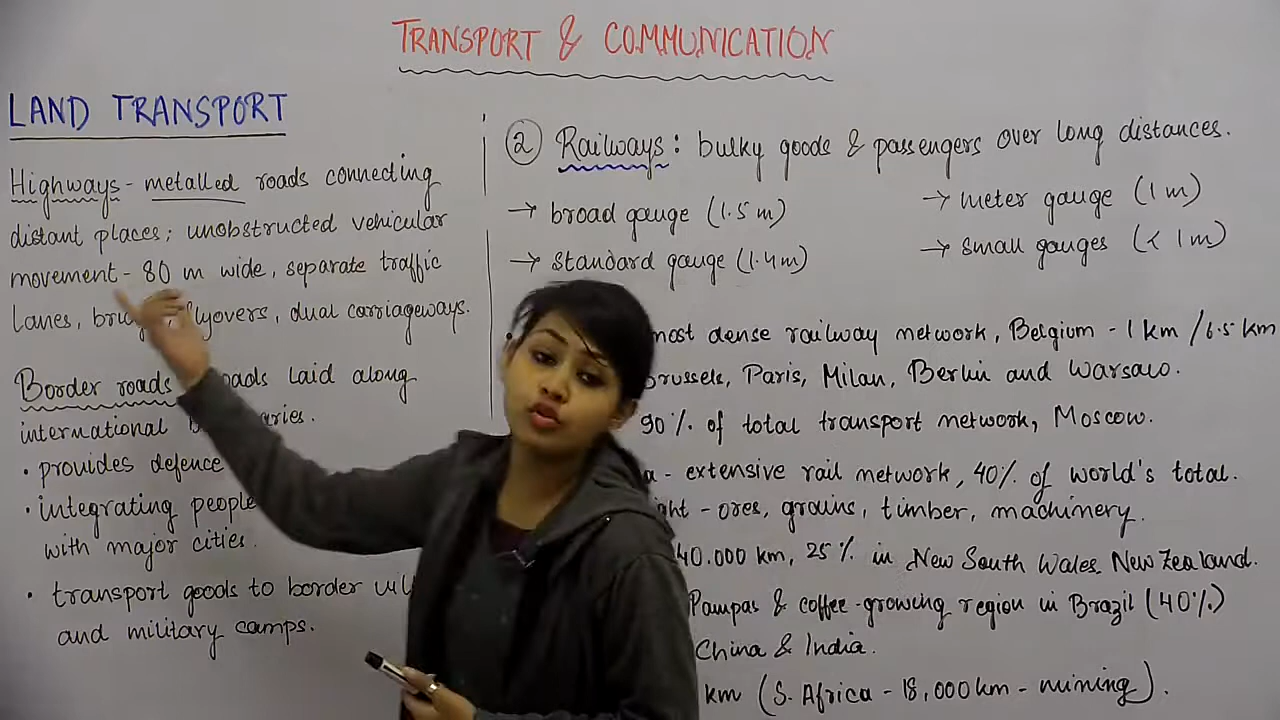 TRANSPORT & COMMUNICATION
LAND TRANSPORT
Highways - metalled roads connecting
distant places; unobstructed vehicular
movement - 80 m wide, separate traffic
lanes, flyovers, dual carriageways.
Border roads roads laid along
international
• provides defence
• integrating people
with major cities.
• transport goods to border
and military camps.
② Railways: bulky goods & passengers over long distances.
→ broad gauge (1.5 m)
→ meter gauge (1 m)
→ standard gauge (1.4 m)
→ small gauges (< 1 m)
most dense railway network, Belgium - 1 km / 6.5 km
Brussels, Paris, Milan, Berlin and Warsaw.
90% of total transport network, Moscow.
- extensive rail network, 40% of world's total.
- ores, grains, timber, machinery.
40.000 km, 25% in New South Wales. New Zealand.
Pampas & coffee-growing region in Brazil (40%)
China & India.
km (S. Africa - 18,000 km - mining).